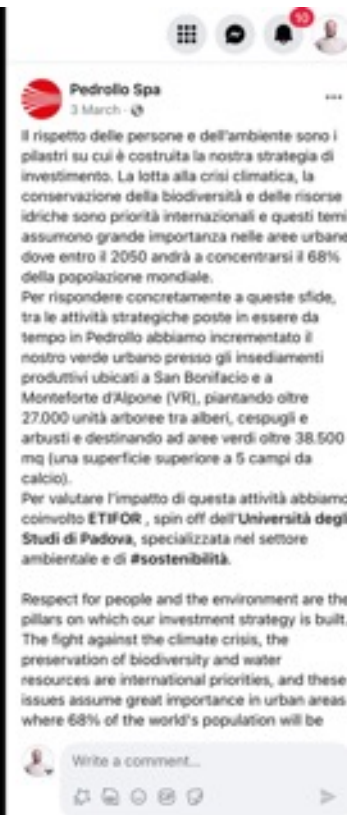 10
Pedrollo Spa
3 March ·
Il rispetto delle persone e dell'ambiente sono i
pilastri su cui è costruita la nostra strategia di
investimento. La lotta alla crisi climatica, la
conservazione della biodiversità e delle risorse
idriche sono priorità internazionali e questi temi
assumono grande importanza nelle aree urbane
dove entro il 2050 andrà a concentrarsi il 68%
della popolazione mondiale.
Per rispondere concretamente a queste sfide,
tra le attività strategiche poste in essere da
tempo in Pedrollo abbiamo incrementato il
nostro verde urbano presso gli insediamenti
produttivi ubicati a San Bonifacio e a
Monteforte d'Alpone (VR), piantando oltre
27.000 unità arboree tra alberi, cespugli e
arbusti e destinando ad aree verdi oltre 38.500
mq (una superficie superiore a 5 campi da
calcio).
Per valutare l'impatto di questa attività abbiamo
coinvolto ETIFOR , spin off dell'Università degli
Studi di Padova, specializzata nel settore
ambientale e di #sostenibilità.
Respect for people and the environment are the
pillars on which our investment strategy is built.
The fight against the climate crisis, the
preservation of biodiversity and water
resources are international priorities, and these
issues assume great importance in urban areas
where 68% of the world's population will be
Write a comment...